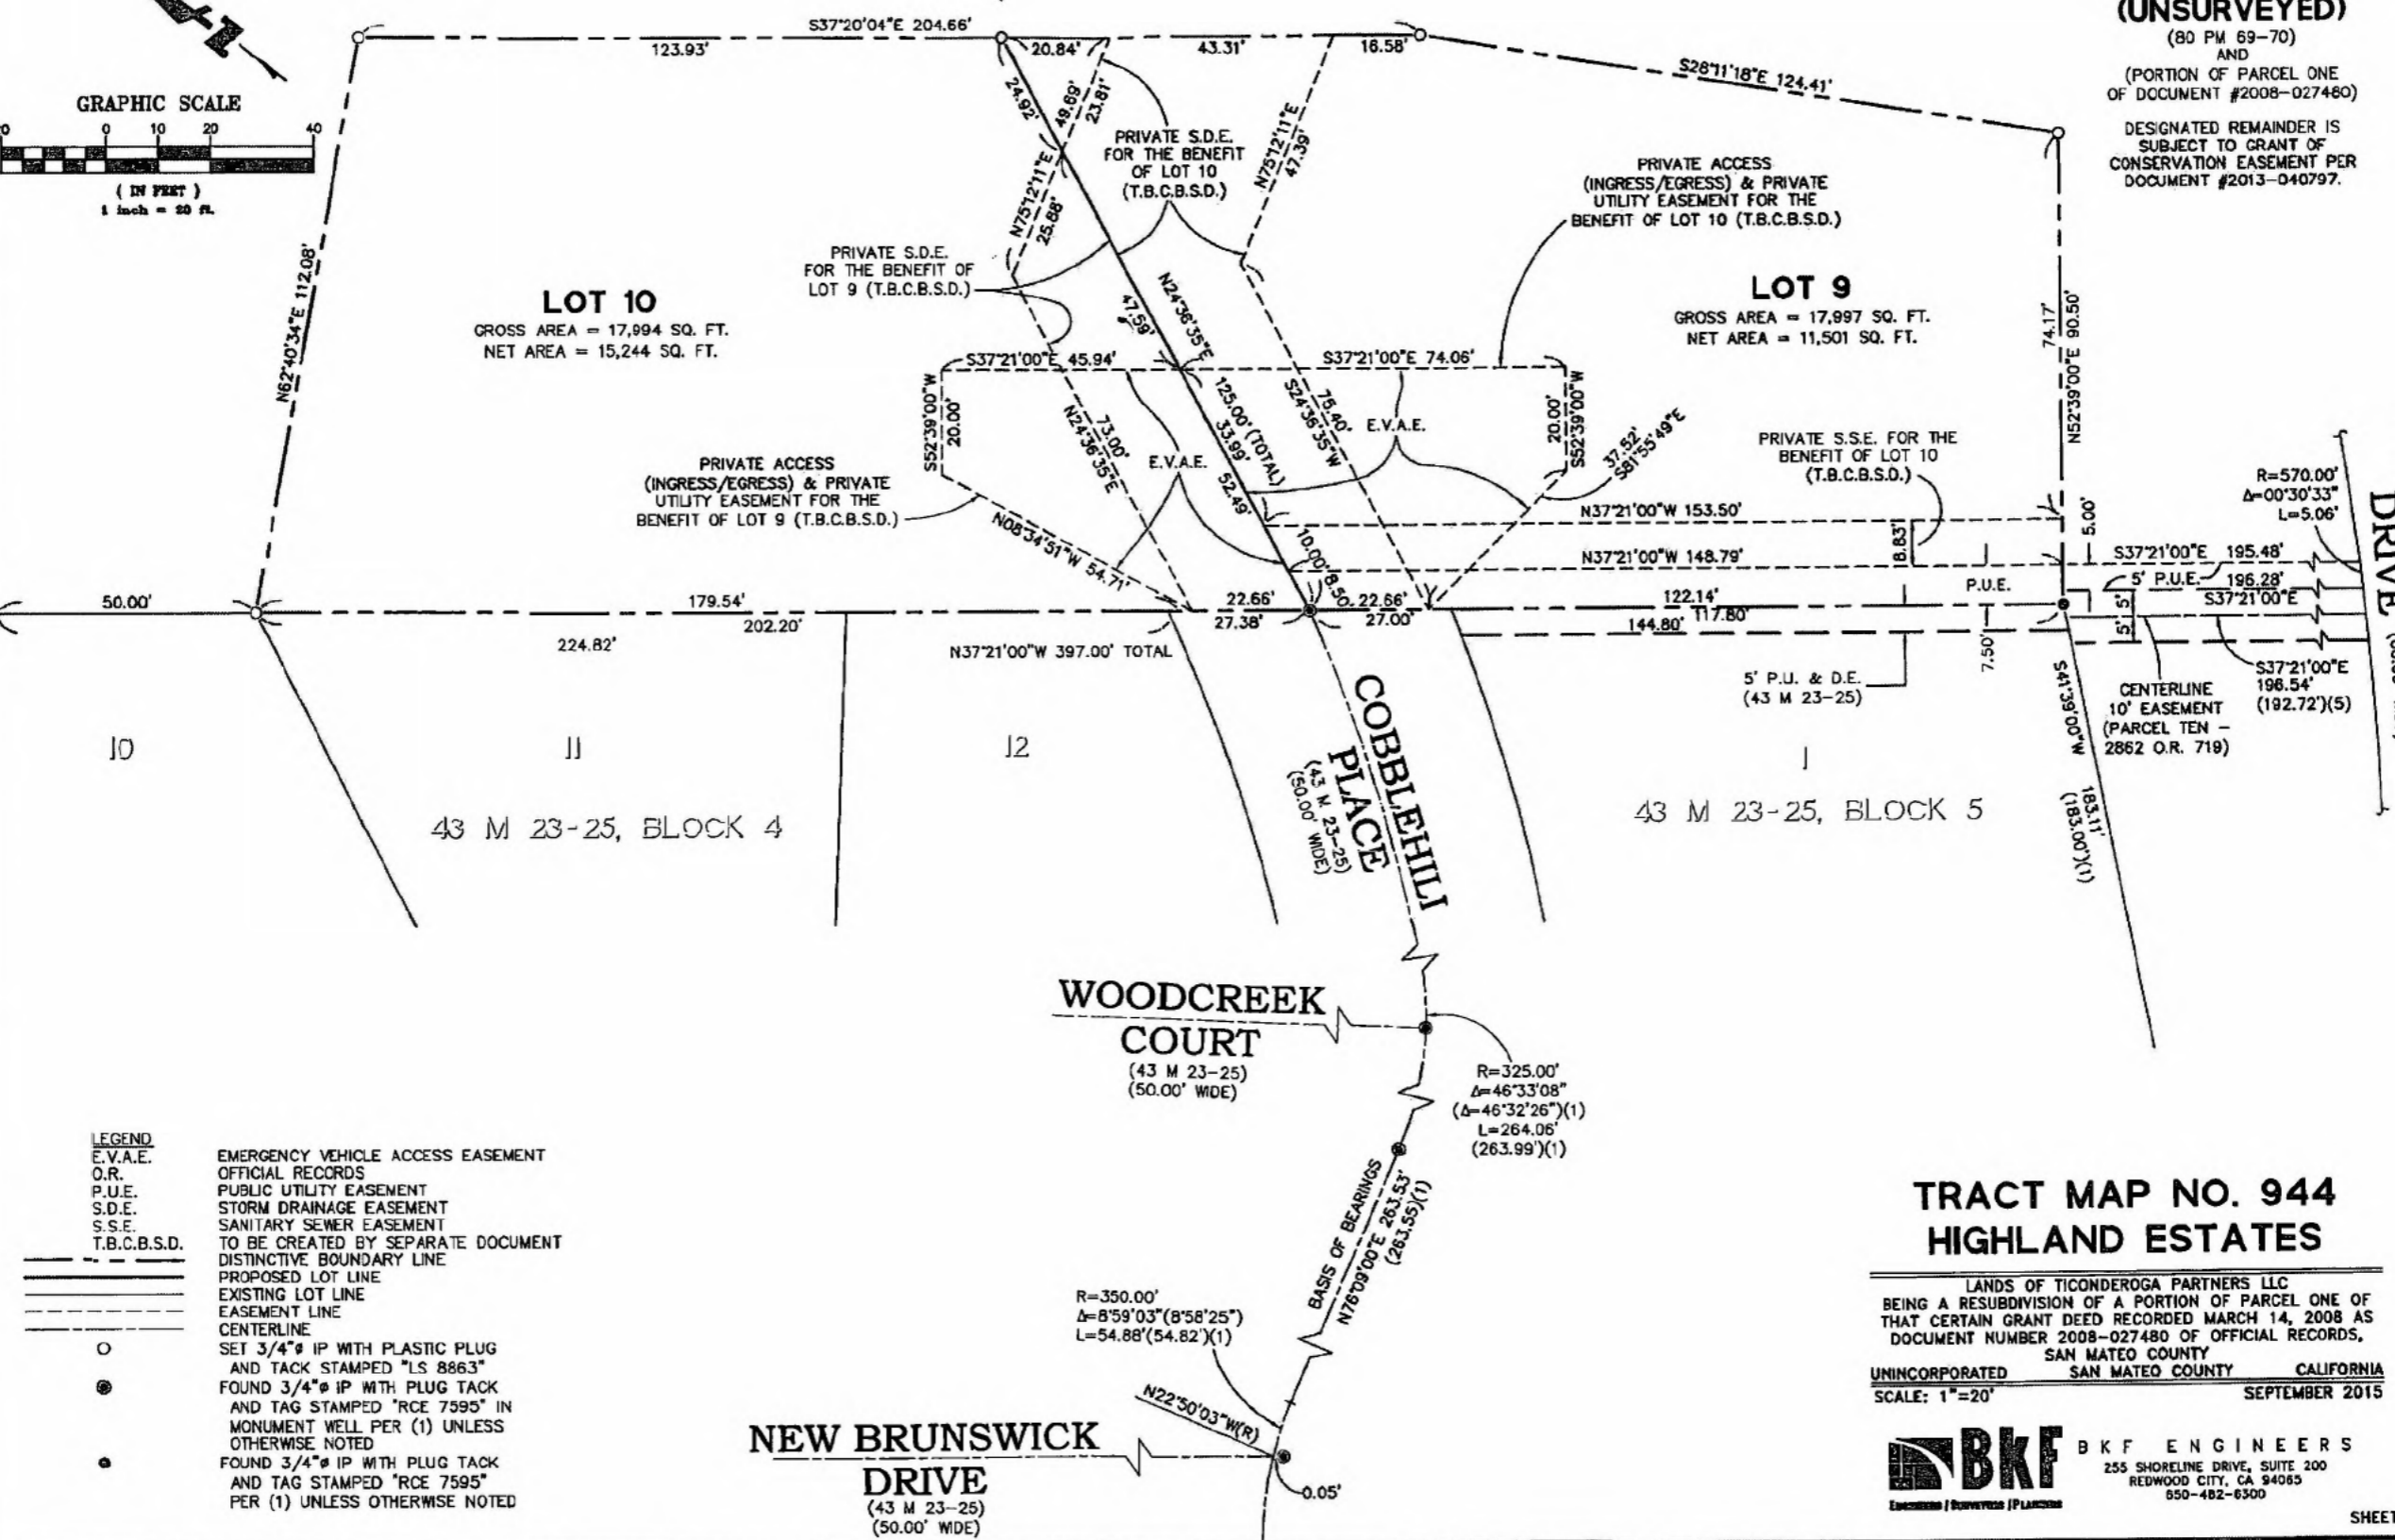 S37°20'04"E 204.66'
123.93'
20.84'
43.31'
16.58'
S28°11'18"E 124.41'
(UNSURVEYED)
(80 PM 69-70)
AND
(PORTION OF PARCEL ONE
OF DOCUMENT #2008-027480)
DESIGNATED REMAINDER IS
SUBJECT TO GRANT OF
CONSERVATION EASEMENT PER
DOCUMENT #2013-040797.
GRAPHIC SCALE
0 10 20 40
( IN FEET )
1 inch = 20 ft.
N62°40'34"E 112.08'
24.92'
49.69'
23.81'
N75°12'11"E
25.88'
PRIVATE S.D.E.
FOR THE BENEFIT
OF LOT 10
(T.B.C.B.S.D.)
N75°12'11"E
47.39'
PRIVATE ACCESS
(INGRESS/EGRESS) & PRIVATE
UTILITY EASEMENT FOR THE
BENEFIT OF LOT 10 (T.B.C.B.S.D.)
PRIVATE S.D.E.
FOR THE BENEFIT OF
LOT 9 (T.B.C.B.S.D.)
LOT 10
GROSS AREA = 17,994 SQ. FT.
NET AREA = 15,244 SQ. FT.
LOT 9
GROSS AREA = 17,997 SQ. FT.
NET AREA = 11,501 SQ. FT.
47.59'
N24°36'35"E
125.00' (TOTAL)
33.99'
52.49'
74.17'
N52°39'00"E 90.50'
S37°21'00"E 45.94'
S37°21'00"E 74.06'
S52°39'00"W
20.00'
73.00'
N24°36'35"E
75.40'
S24°36'35"W
E.V.A.E.
E.V.A.E.
20.00'
S52°39'00"W
37.52'
S81°55'49"E
PRIVATE ACCESS
(INGRESS/EGRESS) & PRIVATE
UTILITY EASEMENT FOR THE
BENEFIT OF LOT 9 (T.B.C.B.S.D.)
N08°34'51"W 54.71'
PRIVATE S.S.E. FOR THE
BENEFIT OF LOT 10
(T.B.C.B.S.D.)
N37°21'00"W 153.50'
N37°21'00"W 148.79'
10.00'
8.50'
8.83'
5.00'
R=570.00'
Δ=00°30'33"
L=5.06'
DRIVE
S37°21'00"E 195.48'
5' P.U.E. 196.28'
S37°21'00"E
P.U.E.
5' 5'
50.00'
179.54'
202.20'
224.82'
22.66'
27.38'
22.66'
27.00'
122.14'
117.80'
144.80'
N37°21'00"W 397.00' TOTAL
5' P.U. & D.E.
(43 M 23-25)
7.50'
CENTERLINE
10' EASEMENT
(PARCEL TEN -
2862 O.R. 719)
S37°21'00"E
196.54'
(192.72')(5)
S41°39'00"W
183.11'
(183.00')(1)
10
11
12
1
43 M 23-25, BLOCK 4
43 M 23-25, BLOCK 5
COBBLEHILL
PLACE
(43 M 23-25)
(50.00' WIDE)
WOODCREEK
COURT
(43 M 23-25)
(50.00' WIDE)
R=325.00'
Δ=46°33'08"
(Δ=46°32'26")(1)
L=264.06'
(263.99')(1)
BASIS OF BEARINGS
N76°09'00"E 263.53'
(263.55)(1)
R=350.00'
Δ=8°59'03"(8°58'25")
L=54.88'(54.82')(1)
N22°50'03"W(R)
0.05'
NEW BRUNSWICK
DRIVE
(43 M 23-25)
(50.00' WIDE)
LEGEND
E.V.A.E. EMERGENCY VEHICLE ACCESS EASEMENT
O.R. OFFICIAL RECORDS
P.U.E. PUBLIC UTILITY EASEMENT
S.D.E. STORM DRAINAGE EASEMENT
S.S.E. SANITARY SEWER EASEMENT
T.B.C.B.S.D. TO BE CREATED BY SEPARATE DOCUMENT
DISTINCTIVE BOUNDARY LINE
PROPOSED LOT LINE
EXISTING LOT LINE
EASEMENT LINE
CENTERLINE
SET 3/4"ø IP WITH PLASTIC PLUG
AND TACK STAMPED "LS 8863"
FOUND 3/4"ø IP WITH PLUG TACK
AND TAG STAMPED "RCE 7595" IN
MONUMENT WELL PER (1) UNLESS
OTHERWISE NOTED
FOUND 3/4"ø IP WITH PLUG TACK
AND TAG STAMPED "RCE 7595"
PER (1) UNLESS OTHERWISE NOTED
TRACT MAP NO. 944
HIGHLAND ESTATES
LANDS OF TICONDEROGA PARTNERS LLC
BEING A RESUBDIVISION OF A PORTION OF PARCEL ONE OF
THAT CERTAIN GRANT DEED RECORDED MARCH 14, 2008 AS
DOCUMENT NUMBER 2008-027480 OF OFFICIAL RECORDS,
SAN MATEO COUNTY
UNINCORPORATED SAN MATEO COUNTY CALIFORNIA
SCALE: 1"=20' SEPTEMBER 2015
BKF
ENGINEERS / SURVEYORS / PLANNERS
BKF ENGINEERS
255 SHORELINE DRIVE, SUITE 200
REDWOOD CITY, CA 94065
650-482-6300
SHEET